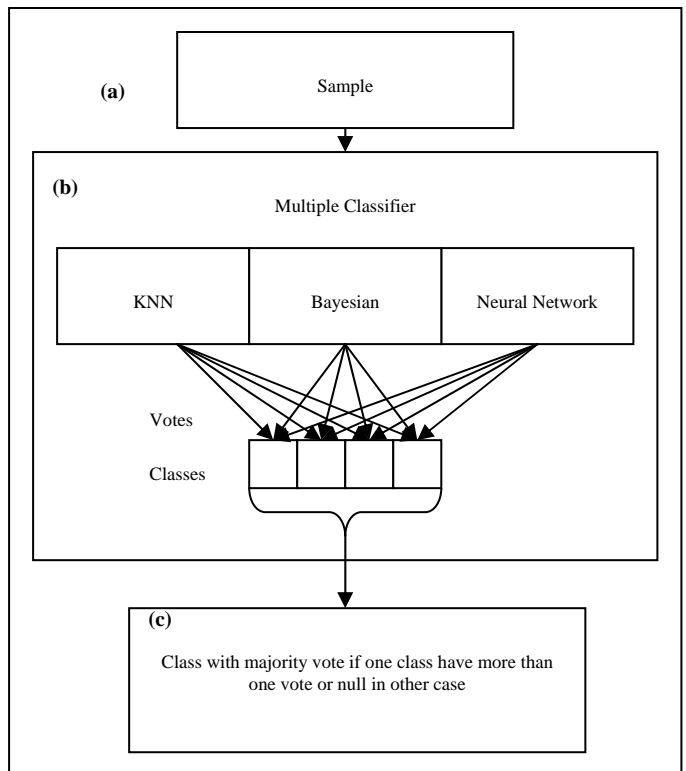 (a)
Sample
(b)
Multiple Classifier
KNN
Bayesian
Neural Network
Votes
Classes
(c)
Class with majority vote if one class have more than
one vote or null in other case